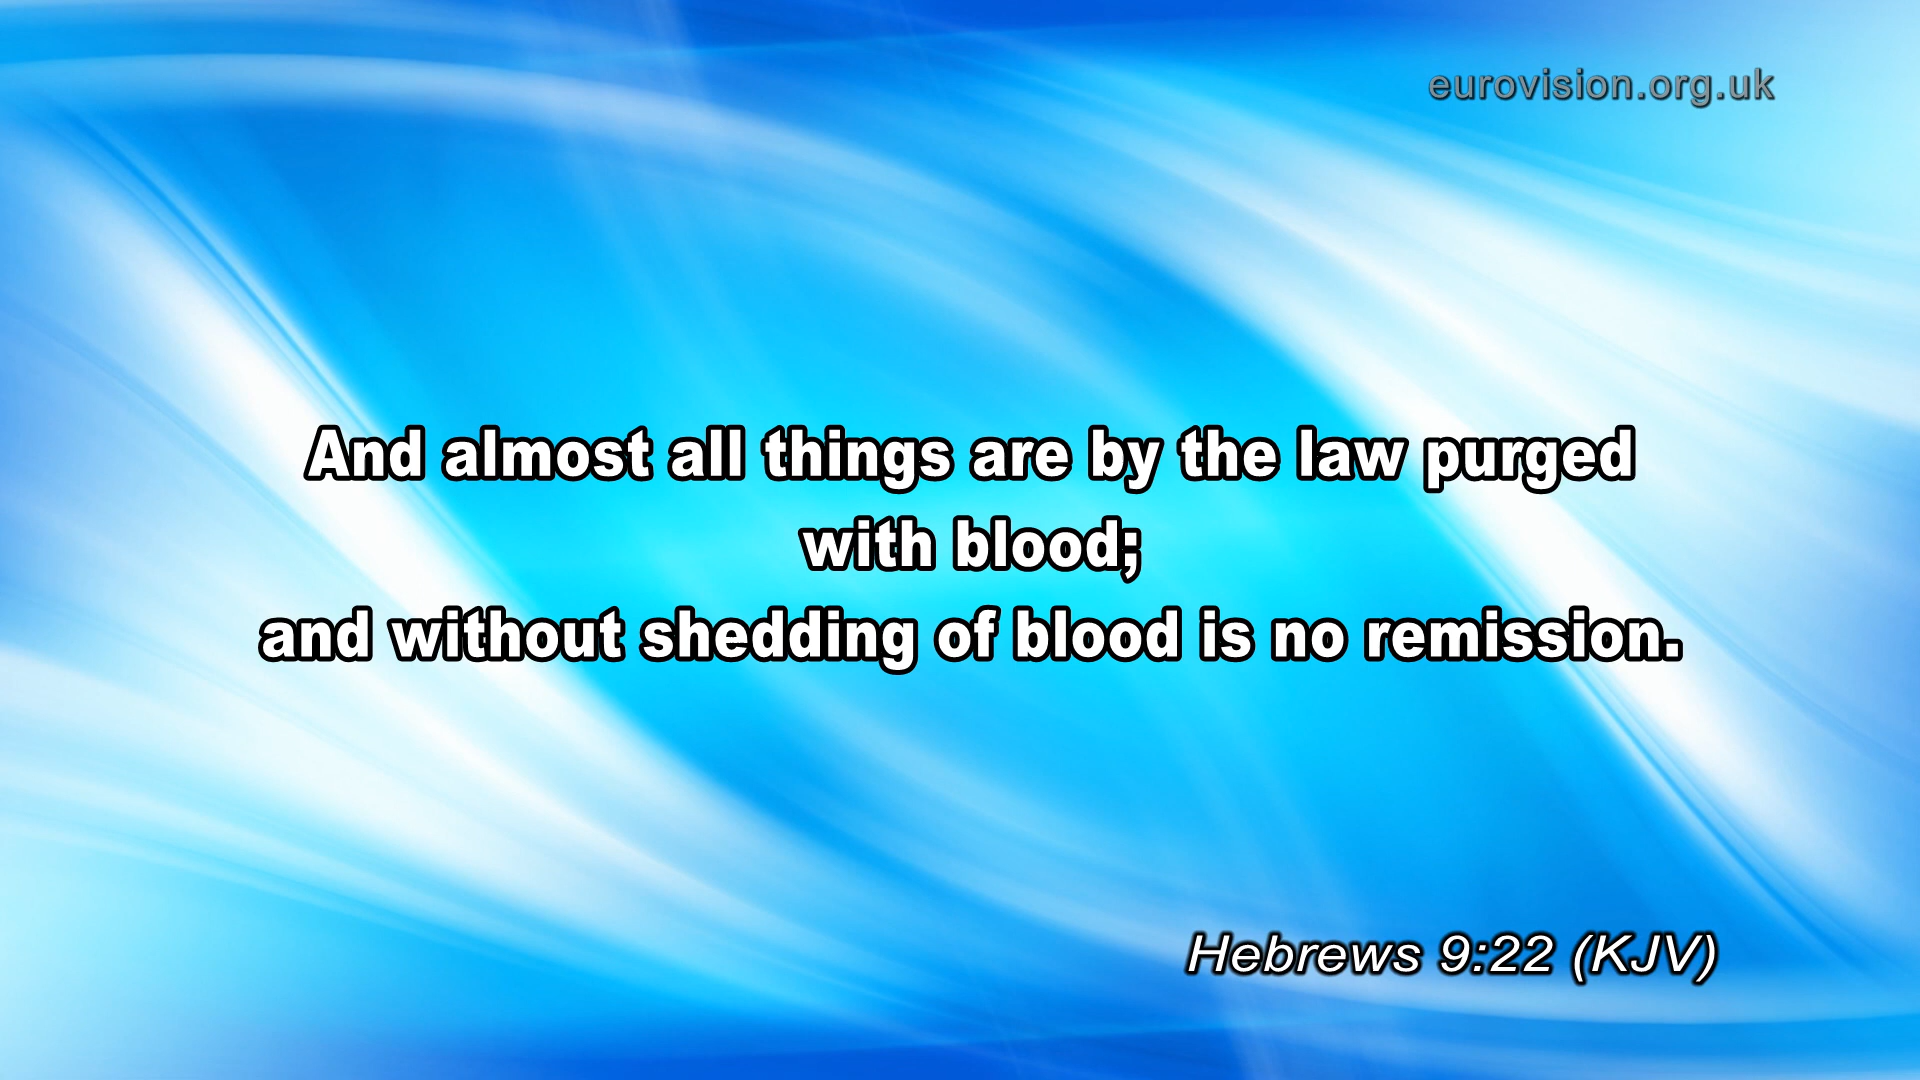 eurovision.org.uk
And almost all things are by the law purged
with blood;
and without shedding of blood is no remission.
Hebrews 9:22 (KJV)